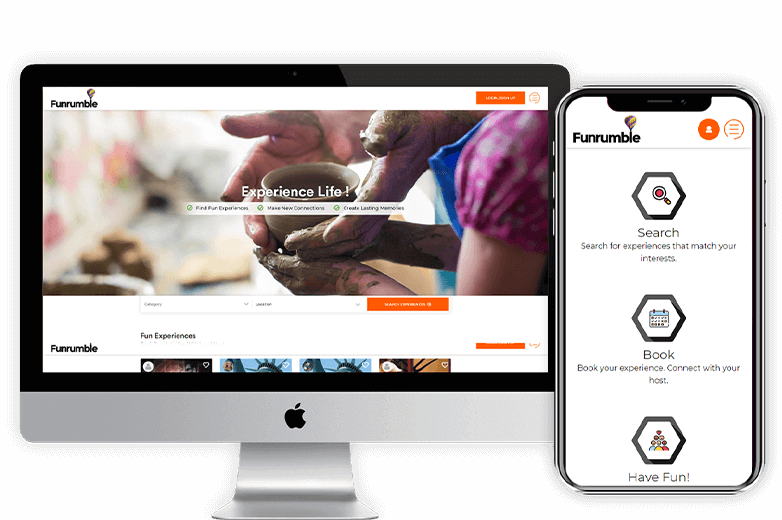 Funrumble
LOGIN/SIGN UP
Experience Life !
Find Fun Experiences Make New Connections Create Lasting Memories
Category Location SEARCH EXPERIENCES
Fun Experiences
Funrumble
Funrumble
Search
Search for experiences that match your
interests.
Book
Book your experience. Connect with your
host.
Have Fun!